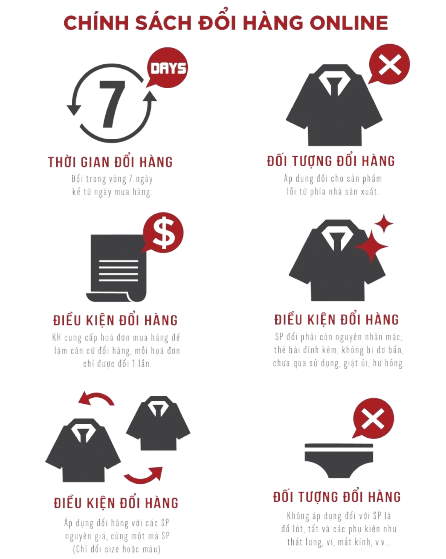 CHÍNH SÁCH ĐỔI HÀNG ONLINE
7
DAYS
THỜI GIAN ĐỔI HÀNG
Đổi trong vòng 7 ngày
kể từ ngày mua hàng.
ĐỐI TƯỢNG ĐỔI HÀNG
Áp dụng đổi cho sản phẩm
lỗi từ phía nhà sản xuất.
$
ĐIỀU KIỆN ĐỔI HÀNG
KH cung cấp hoá đơn mua hàng để
làm căn cứ đổi hàng, mỗi hoá đơn
chỉ được đổi 1 lần.
ĐIỀU KIỆN ĐỔI HÀNG
SP đổi phải còn nguyên nhãn mác,
thẻ bài đính kèm, không bị dơ bẩn,
chưa qua sử dụng, giặt ủi, hư hỏng.
ĐIỀU KIỆN ĐỔI HÀNG
Áp dụng đổi hàng với các SP
nguyên giá, cùng một mã SP
(Chỉ đổi size hoặc màu)
ĐỐI TƯỢNG ĐỔI HÀNG
Không áp dụng đổi với SP là
đồ lót, tất và các phụ kiện như
thắt lưng, ví, mắt kính, v.v...